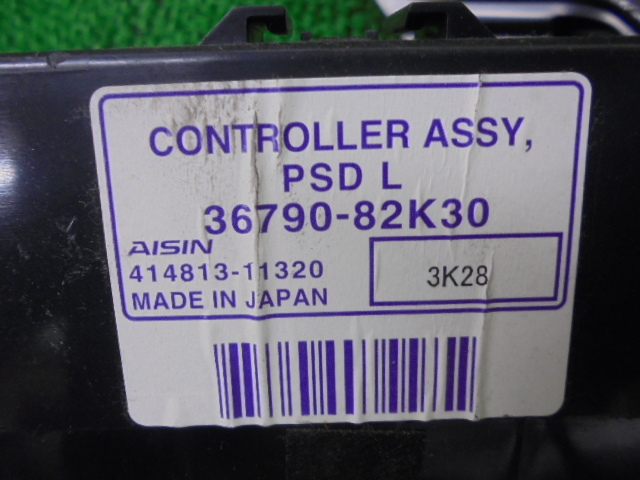 CONTROLLER ASSY,
PSD L
36790-82K30
AISIN
414813-11320
3K28
MADE IN JAPAN